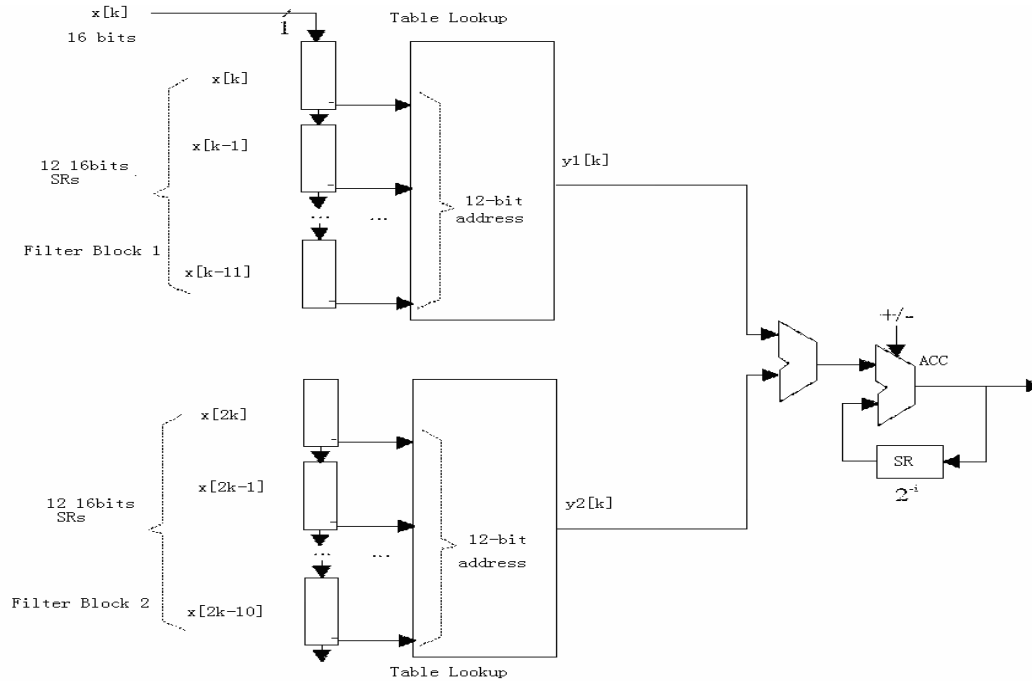 x[k]
16 bits
1
Table Lookup
x[k]
x[k-1]
12 16bits
SRs
...
...
12-bit
address
y1[k]
Filter Block 1
x[k-11]
+/-
ACC
x[2k]
x[2k-1]
12 16bits
SRs
...
...
12-bit
address
y2[k]
SR
2-i
Filter Block 2
x[2k-10]
Table Lookup